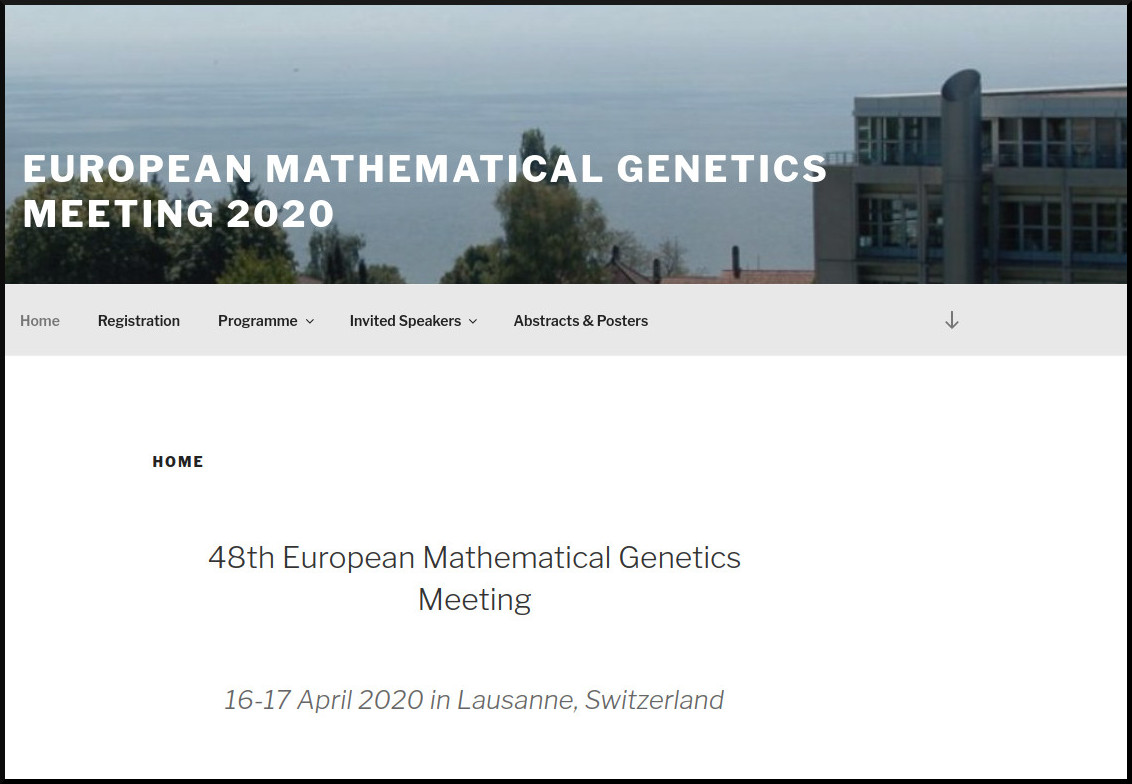 EUROPEAN MATHEMATICAL GENETICS
MEETING 2020
Home Registration Programme Invited Speakers Abstracts & Posters
HOME
48th European Mathematical Genetics
Meeting
16-17 April 2020 in Lausanne, Switzerland